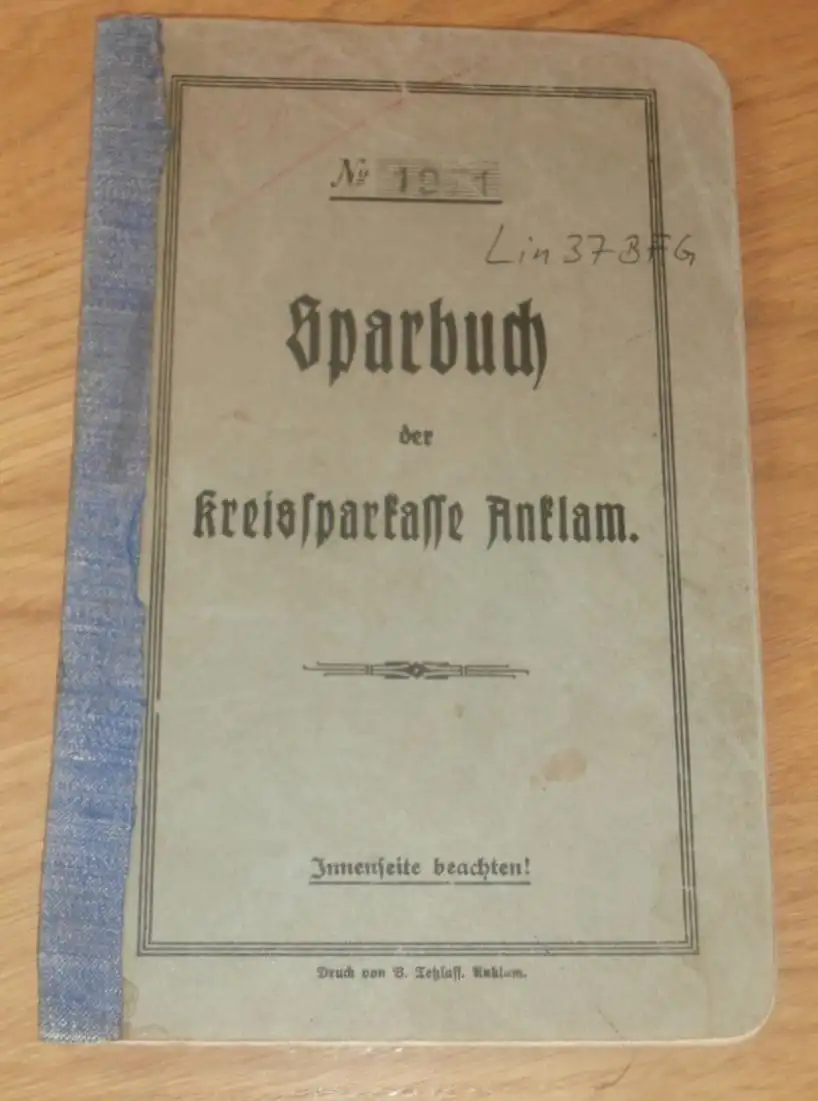 №
Lin 37 BFG
Sparbuch
der
Kreissparkasse Anklam.
Innenseite beachten!
Druck von B. Tetzlaff. Anklam.